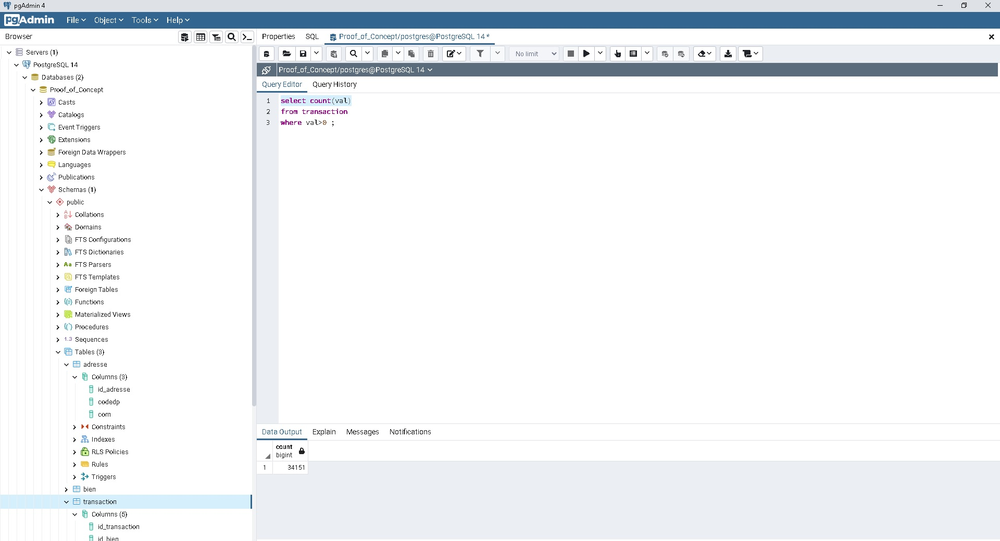 pgAdmin 4
pgAdmin File Object Tools Help
Browser
Properties SQL Proof_of_Concept/postgres@PostgreSQL 14 *
No limit
Proof_of_Concept/postgres@PostgreSQL 14
Query Editor Query History
1 select count(val)
2 from transaction
3 where val>0 ;
Servers (1)
PostgreSQL 14
Databases (2)
Proof_of_Concept
Casts
Catalogs
Event Triggers
Extensions
Foreign Data Wrappers
Languages
Publications
Schemas (1)
public
Collations
Domains
FTS Configurations
FTS Dictionaries
Aa FTS Parsers
FTS Templates
Foreign Tables
Functions
Materialized Views
Procedures
1..3 Sequences
Tables (3)
adresse
Columns (3)
id_adresse
codedp
com
Constraints
Indexes
RLS Policies
Rules
Triggers
bien
transaction
Columns (5)
id_transaction
id_bien
Data Output Explain Messages Notifications
count
bigint
1 34151